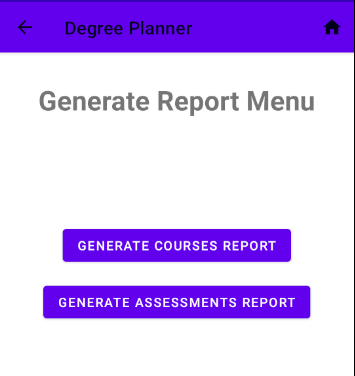 Degree Planner
Generate Report Menu
GENERATE COURSES REPORT
GENERATE ASSESSMENTS REPORT